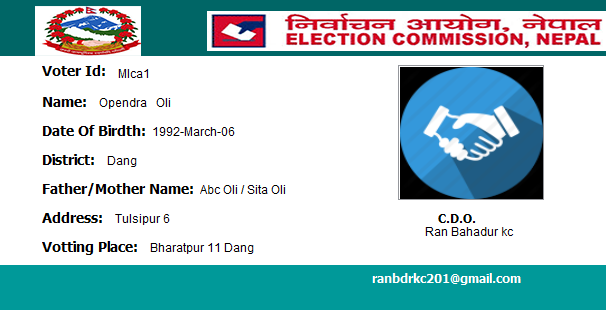 निर्वाचन आयोग, नेपाल
ELECTION COMMISSION, NEPAL
Voter Id: Mlca1
Name: Opendra Oli
Date Of Birdth: 1992-March-06
District: Dang
Father/Mother Name: Abc Oli / Sita Oli
Address: Tulsipur 6
Votting Place: Bharatpur 11 Dang
C.D.O.
Ran Bahadur kc
ranbdrkc201@gmail.com